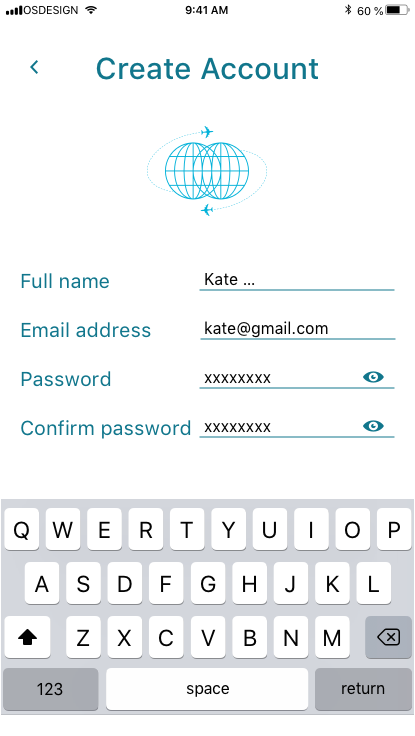 IOSDESIGN 9:41 AM 60 %
Create Account
Full name Kate ...
Email address kate@gmail.com
Password xxxxxxxx
Confirm password xxxxxxxx
Q W E R T Y U I O P
A S D F G H J K L
Z X C V B N M
123 space return